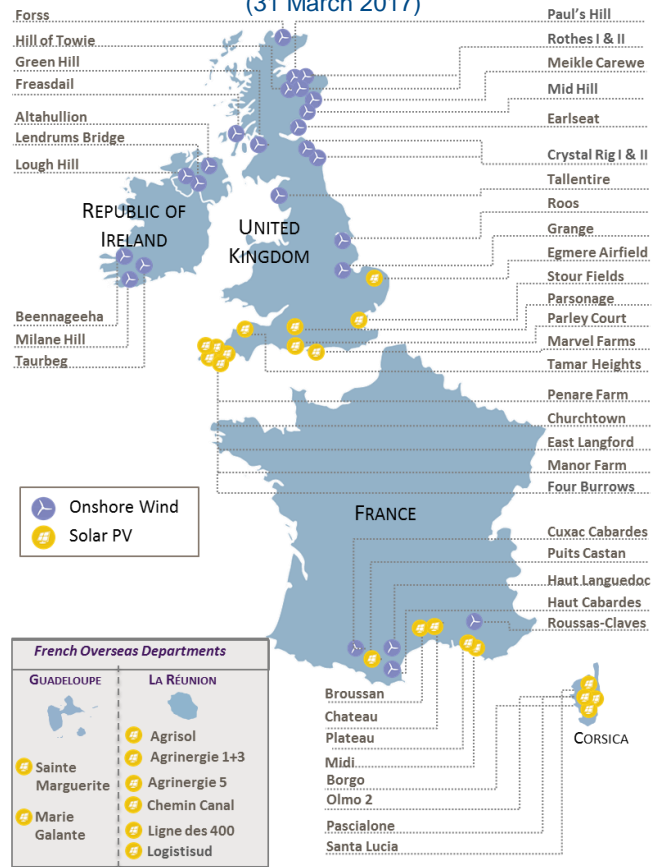 (31 March 2017)
Forss
Hill of Towie
Green Hill
Freasdail
Altahullion
Lendrums Bridge
Lough Hill
Paul's Hill
Rothes I & II
Meikle Carewe
Mid Hill
Earlseat
Crystal Rig I & II
Tallentire
Roos
Grange
Egmere Airfield
Stour Fields
Parsonage
Parley Court
Marvel Farms
Tamar Heights
REPUBLIC OF
IRELAND
UNITED
KINGDOM
Beennageeha
Milane Hill
Taurbeg
Penare Farm
Churchtown
East Langford
Manor Farm
Four Burrows
Onshore Wind
Solar PV
FRANCE
Cuxac Cabardes
Puits Castan
Haut Languedoc
Haut Cabardes
Roussas-Claves
Broussan
Chateau
Plateau
Midi
Borgo
Olmo 2
Pascialone
Santa Lucia
CORSICA
French Overseas Departments
GUADELOUPE
Sainte
Marguerite
Marie
Galante
LA RÉUNION
Agrisol
Agrinergie 1+3
Agrinergie 5
Chemin Canal
Ligne des 400
Logistisud